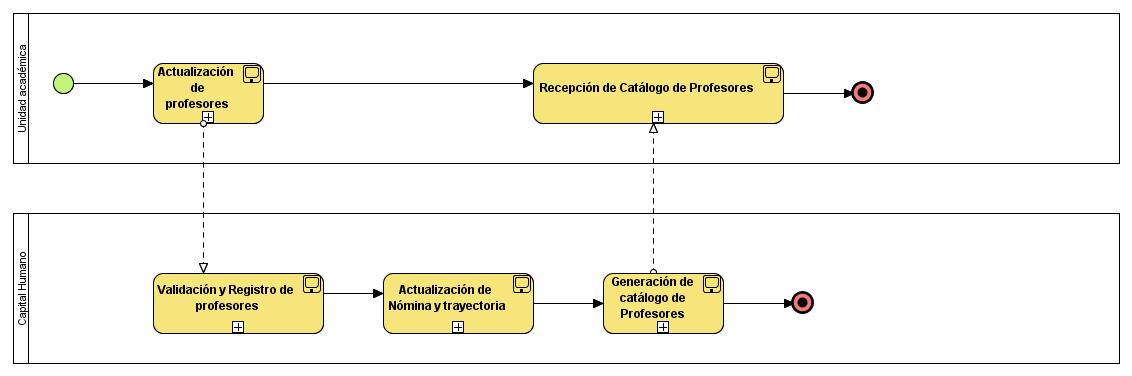 Unidad académica
Actualización
de
profesores
Recepción de Catálogo de Profesores
Capital Humano
Validación y Registro de
profesores
Actualización de
Nómina y trayectoria
Generación de
catálogo de
Profesores